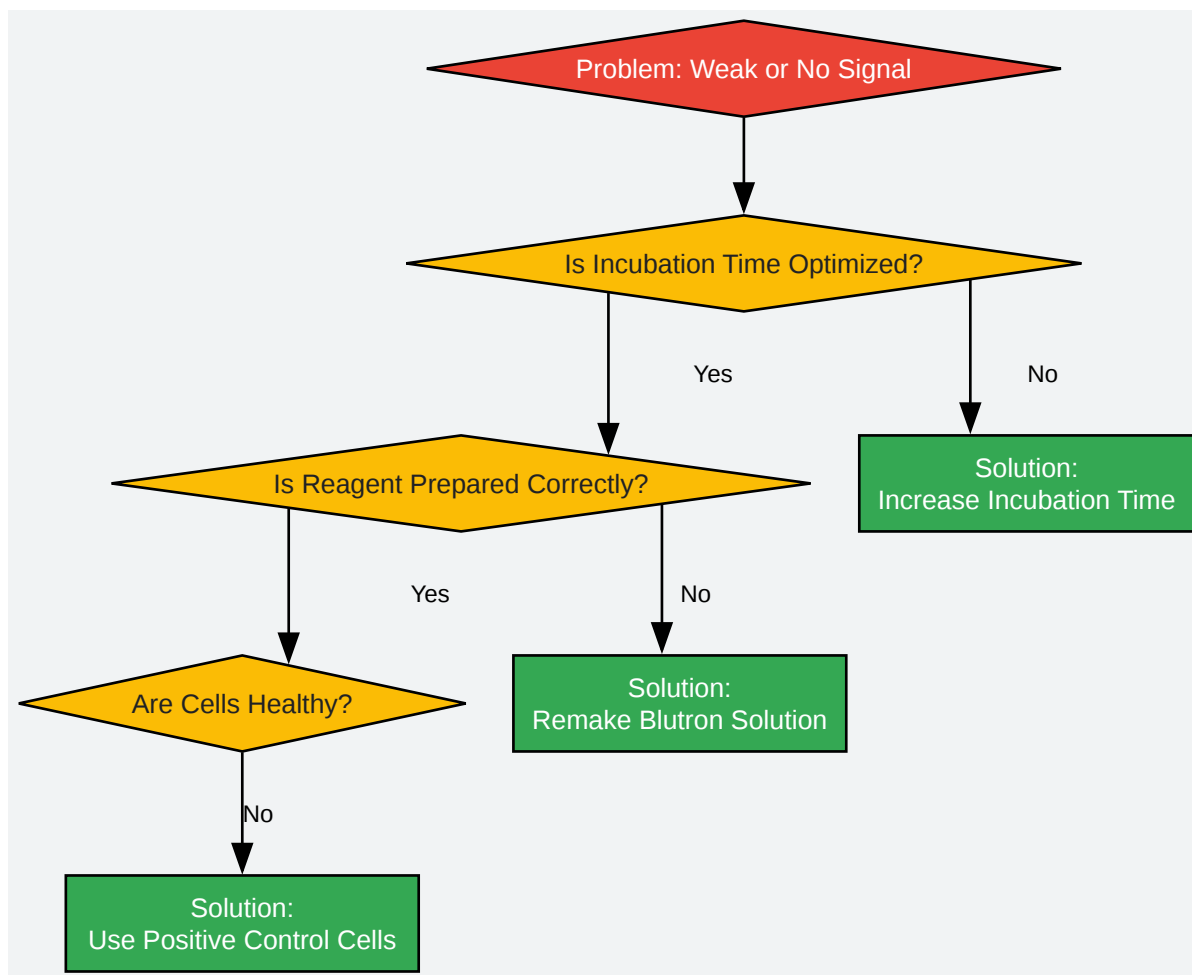 Problem: Weak or No Signal
Is Incubation Time Optimized?
Yes
No
Is Reagent Prepared Correctly?
Solution:
Increase Incubation Time
Yes
No
Are Cells Healthy?
Solution:
Remake Blutron Solution
No
Solution:
Use Positive Control Cells